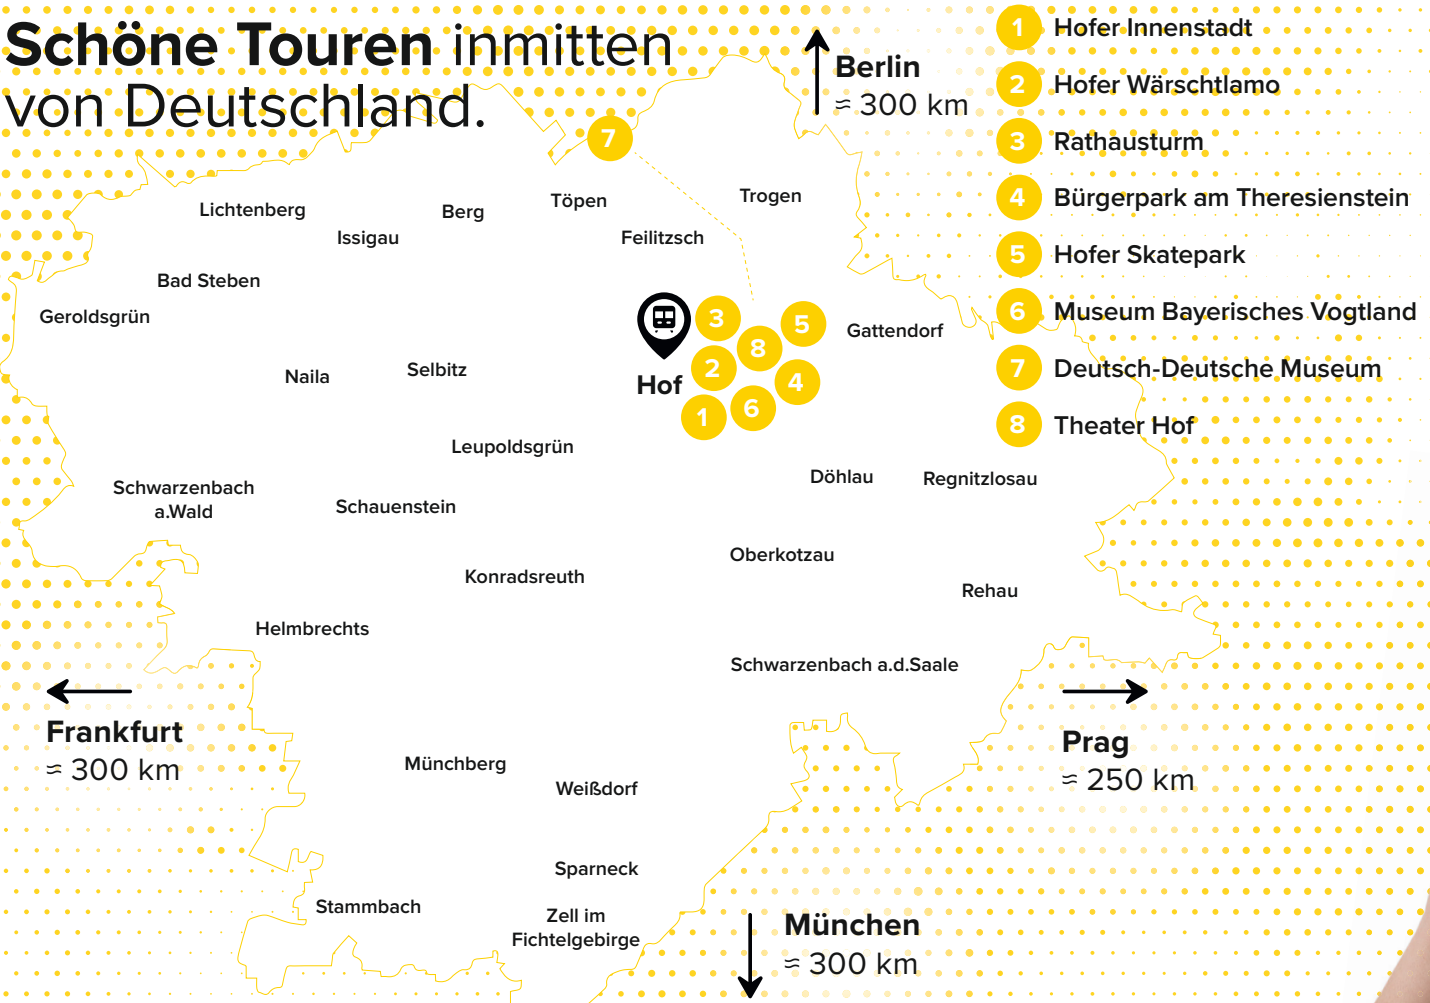 Schöne Touren inmitten
von Deutschland.
Berlin
≈ 300 km
1 Hofer Innenstadt
2 Hofer Wärschtlamo
3 Rathausturm
4 Bürgerpark am Theresienstein
5 Hofer Skatepark
6 Museum Bayerisches Vogtland
7 Deutsch-Deutsche Museum
8 Theater Hof
7
Lichtenberg
Issigau
Berg
Töpen
Feilitzsch
Trogen
Bad Steben
Geroldsgrün
Naila
Selbitz
Hof
3
5
8
2
4
1
6
Gattendorf
Leupoldsgrün
Schwarzenbach
a.Wald
Schauenstein
Döhlau
Regnitzlosau
Konradsreuth
Oberkotzau
Rehau
Helmbrechts
Schwarzenbach a.d.Saale
Frankfurt
≈ 300 km
Prag
≈ 250 km
Münchberg
Weißdorf
Sparneck
Stammbach
Zell im
Fichtelgebirge
München
≈ 300 km